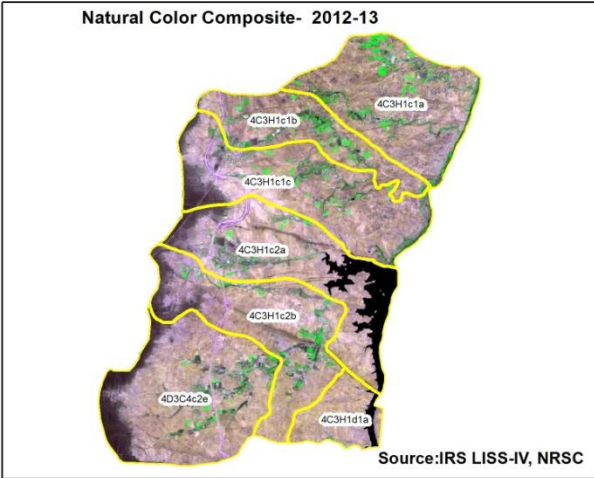 Natural Color Composite- 2012-13
4C3H1c1a
4C3H1c1b
4C3H1c1c
4C3H1c2a
4C3H1c2b
4D3C4c2e
4C3H1d1a
Source:IRS LISS-IV, NRSC